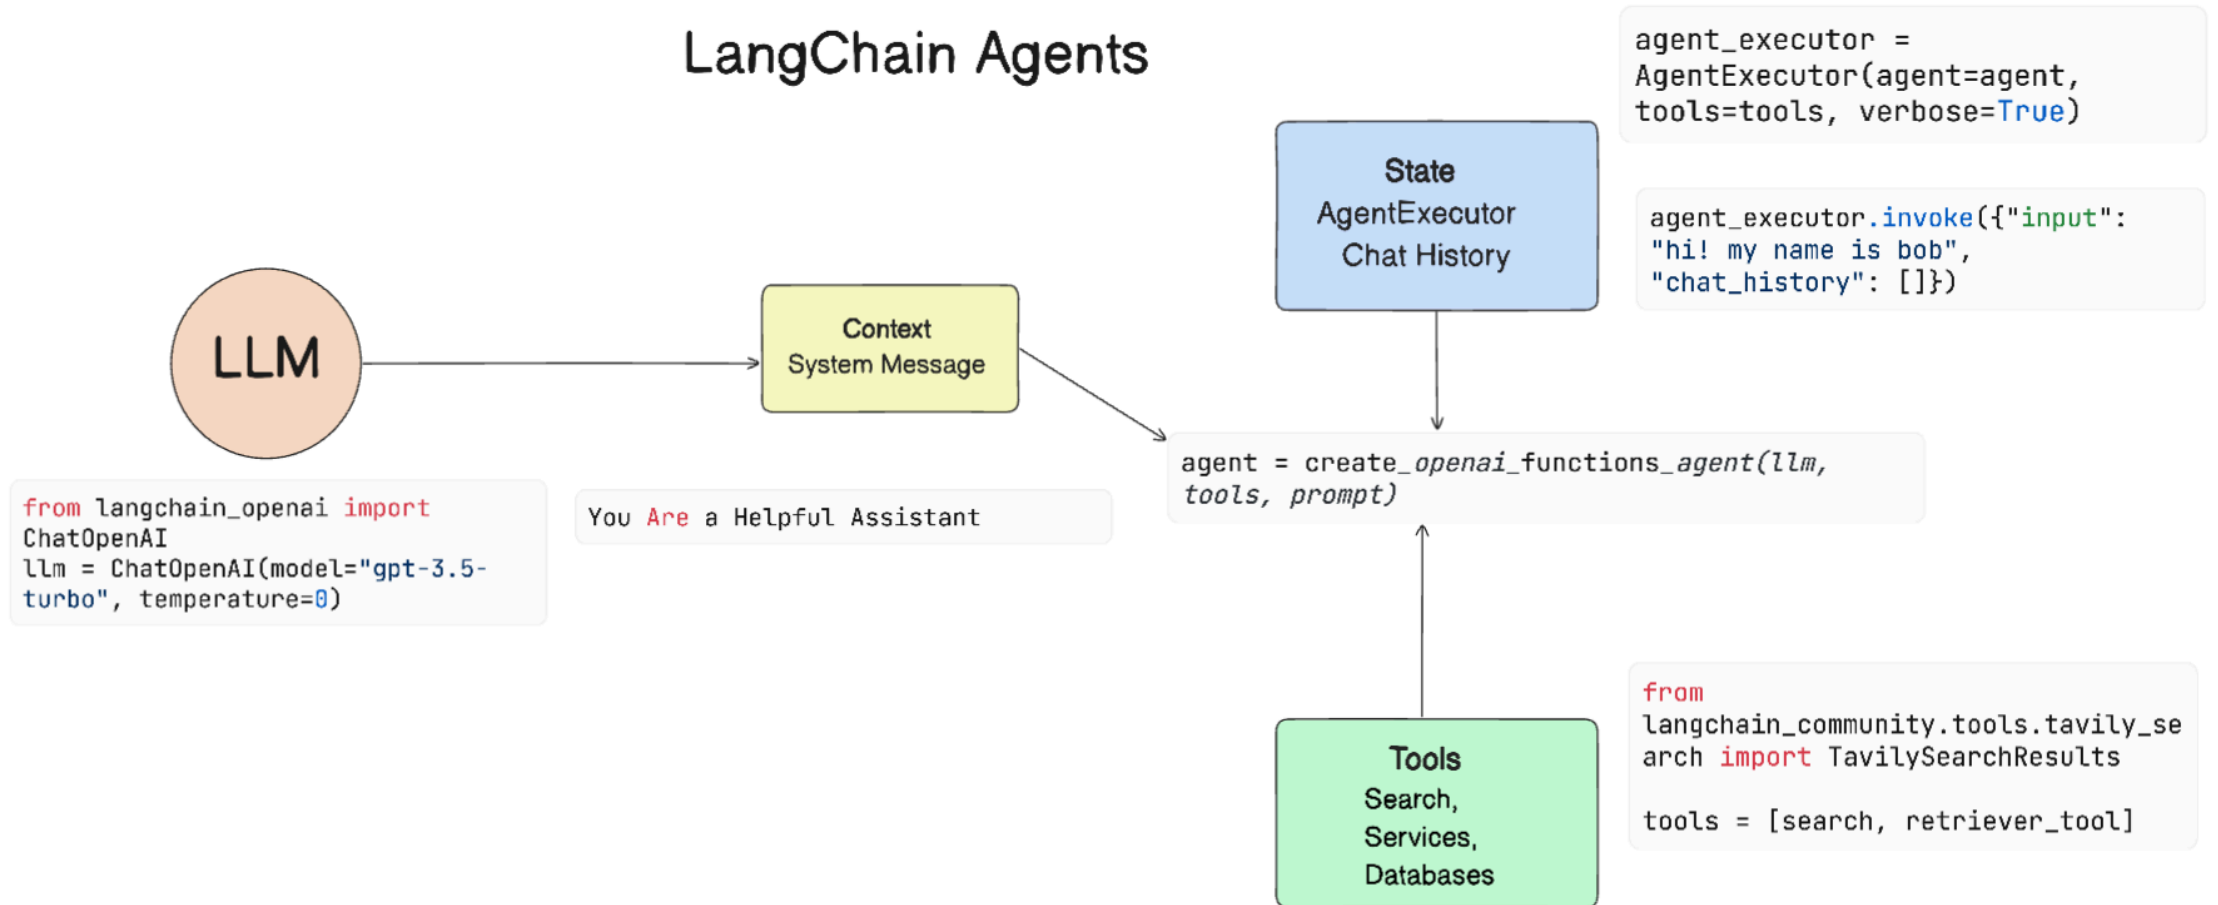 LangChain Agents
agent_executor =
AgentExecutor(agent=agent,
tools=tools, verbose=True)
State
AgentExecutor
Chat History
agent_executor.invoke({"input":
"hi! my name is bob",
"chat_history": []})
LLM
Context
System Message
from langchain_openai import
ChatOpenAI
llm = ChatOpenAI(model="gpt-3.5-
turbo", temperature=0)
You Are a Helpful Assistant
agent = create_openai_functions_agent(llm,
tools, prompt)
Tools
Search,
Services,
Databases
from
langchain_community.tools.tavily_se
arch import TavilySearchResults
tools = [search, retriever_tool]